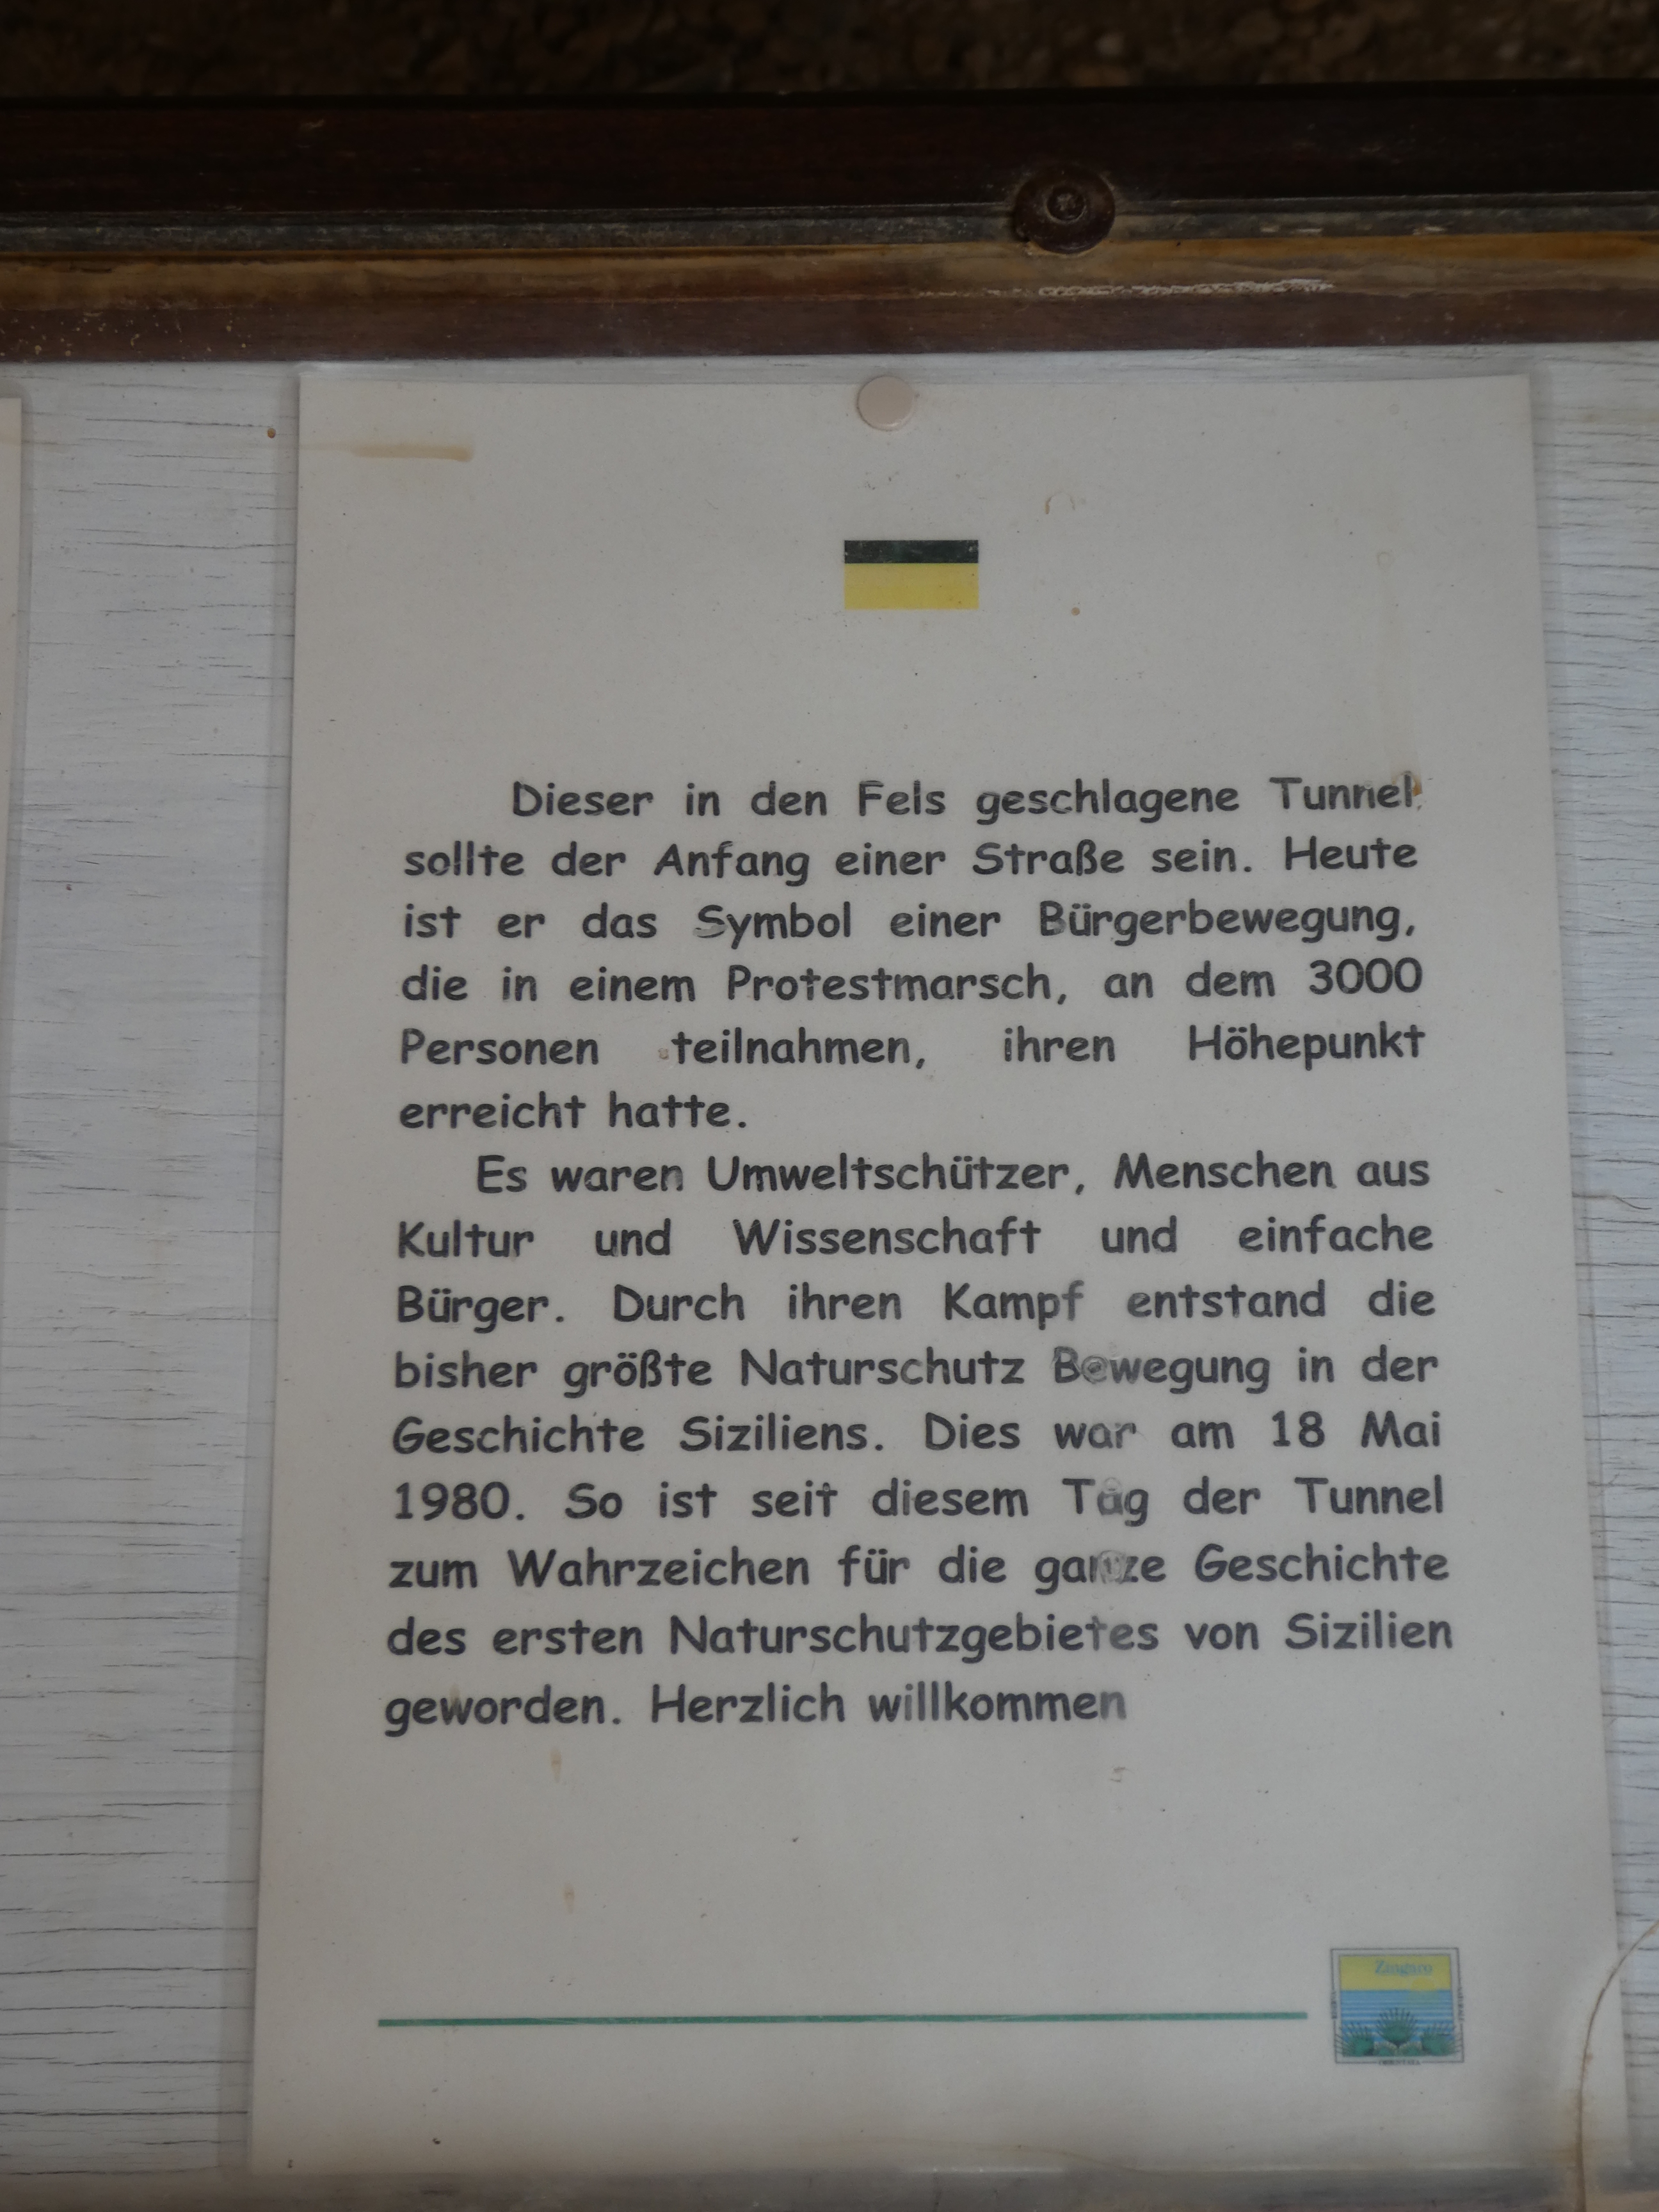 Dieser in den Fels geschlagene Tunnel
sollte der Anfang einer Straße sein. Heute
ist er das Symbol einer Bürgerbewegung,
die in einem Protestmarsch, an dem 3000
Personen teilnahmen, ihren Höhepunkt
erreicht hatte.
Es waren Umweltschützer, Menschen aus
Kultur und Wissenschaft und einfache
Bürger. Durch ihren Kampf entstand die
bisher größte Naturschutz Bewegung in der
Geschichte Siziliens. Dies war am 18 Mai
1980. So ist seit diesem Tag der Tunnel
zum Wahrzeichen für die ganze Geschichte
des ersten Naturschutzgebietes von Sizilien
geworden. Herzlich willkommen
Zingaro